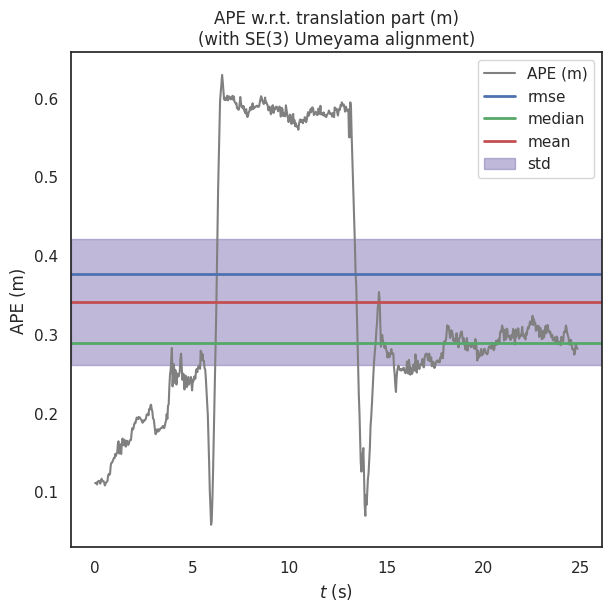 APE w.r.t. translation part (m)
(with SE(3) Umeyama alignment)
APE (m)
rmse
median
mean
std
APE (m)
0.6
0.5
0.4
0.3
0.2
0.1
0 5 10 15 20 25
t (s)